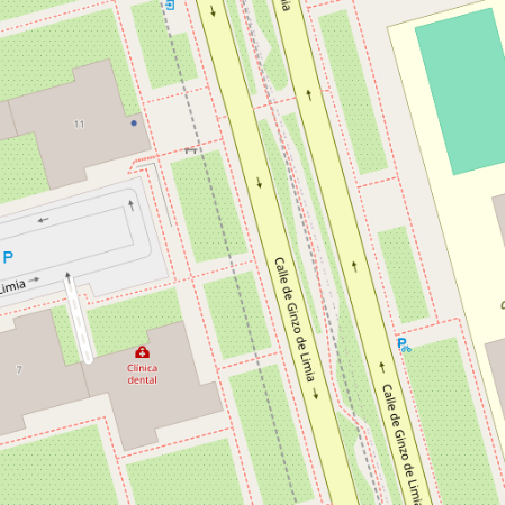 11
P
Limia
Calle de Ginzo de Limia
P
7
Clínica
dental
Calle de Ginzo de Limia